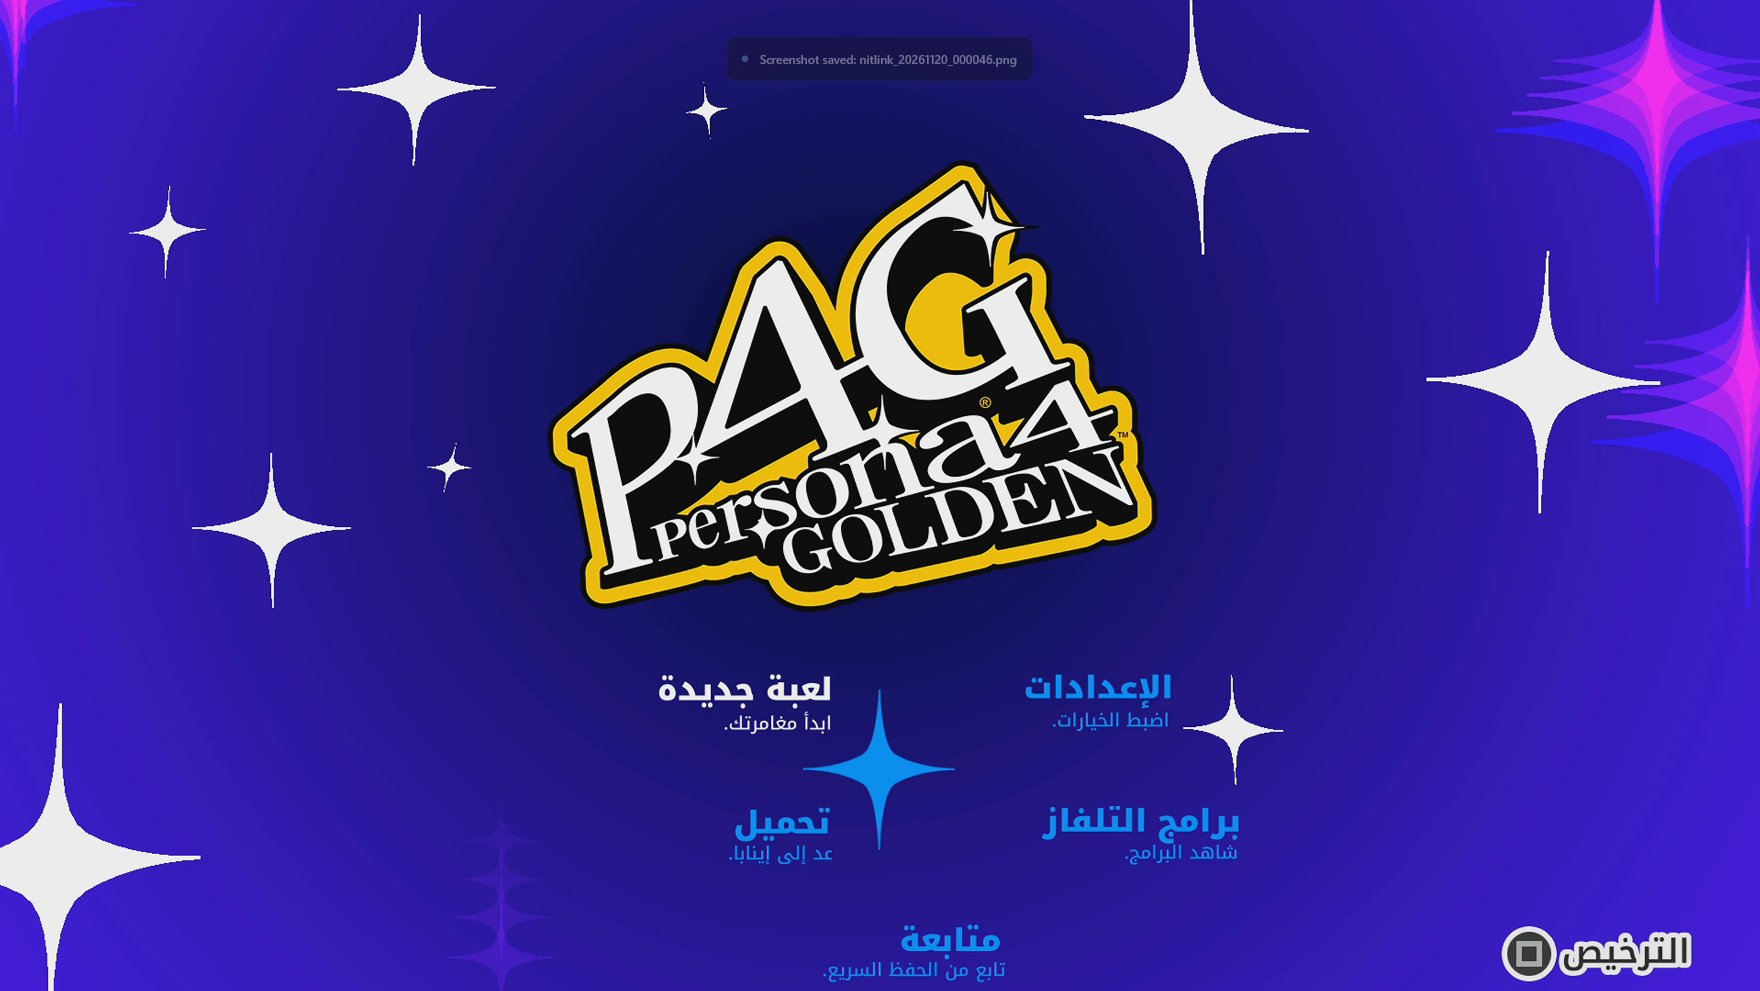 Screenshot saved: nitlink_20261120_000046.png
P4G
Persona4®
GOLDEN™
الإعدادات
اضبط الخيارات.
لعبة جديدة
ابدأ مغامرتك.
برامج التلفاز
شاهد البرامج.
تحميل
عد إلى إينابا.
متابعة
تابع من الحفظ السريع.
الترخيص